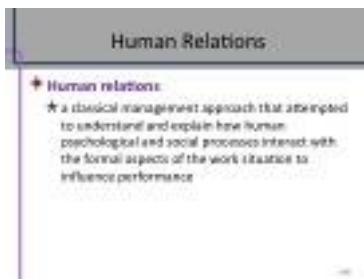 Human Relations
Human relations
a classical management approach that attempted
to understand and explain how human
psychological and social processes interact with
the formal aspects of the work situation to
influence performance